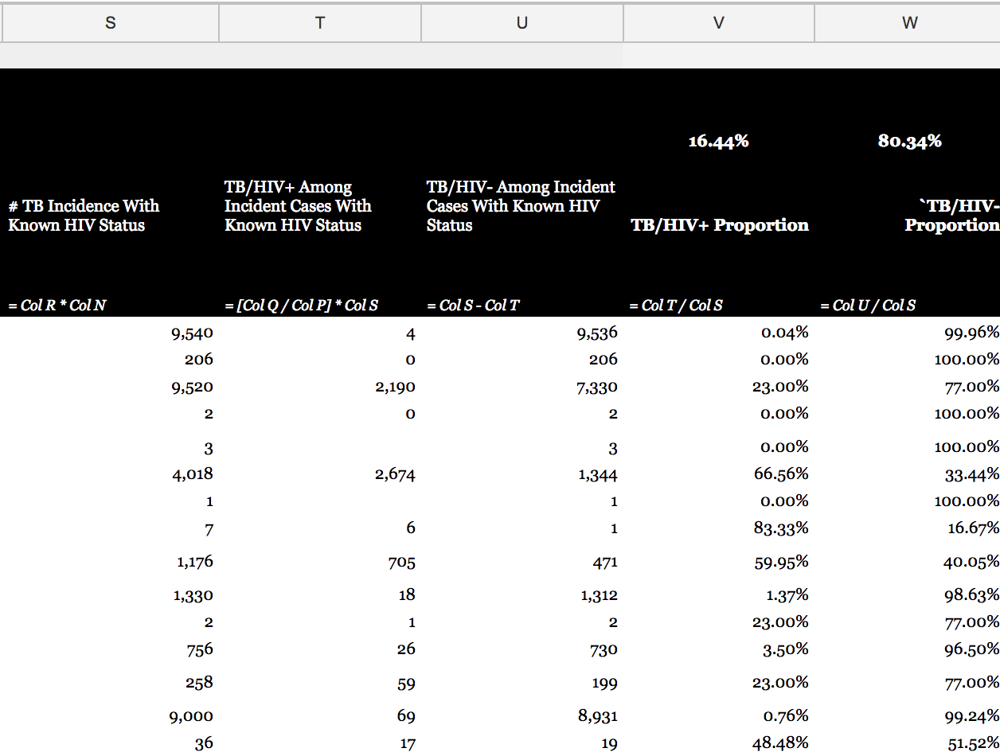 S T U V W
16.44% 80.34%
# TB Incidence With Known HIV Status
TB/HIV+ Among Incident Cases With Known HIV Status
TB/HIV- Among Incident Cases With Known HIV Status
TB/HIV+ Proportion
`TB/HIV- Proportion
= Col R * Col N = [Col Q / Col P] * Col S = Col S - Col T = Col T / Col S = Col U / Col S
9,540 4 9,536 0.04% 99.96%
206 0 206 0.00% 100.00%
9,520 2,190 7,330 23.00% 77.00%
2 0 2 0.00% 100.00%
3 3 0.00% 100.00%
4,018 2,674 1,344 66.56% 33.44%
1 1 0.00% 100.00%
7 6 1 83.33% 16.67%
1,176 705 471 59.95% 40.05%
1,330 18 1,312 1.37% 98.63%
2 1 2 23.00% 77.00%
756 26 730 3.50% 96.50%
258 59 199 23.00% 77.00%
9,000 69 8,931 0.76% 99.24%
36 17 19 48.48% 51.52%